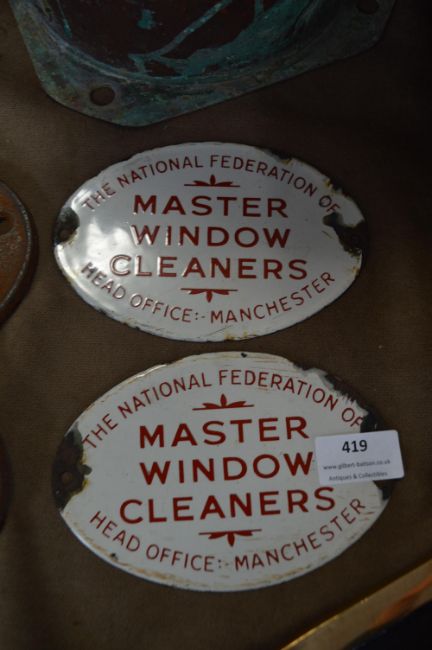 THE NATIONAL FEDERATION OF
MASTER
WINDOW
CLEANERS
HEAD OFFICE:- MANCHESTER
THE NATIONAL FEDERATION OF
MASTER
WINDOW
CLEANERS
HEAD OFFICE:- MANCHESTER
419
www.gilbert-baitson.co.uk
Antiques & Collectibles